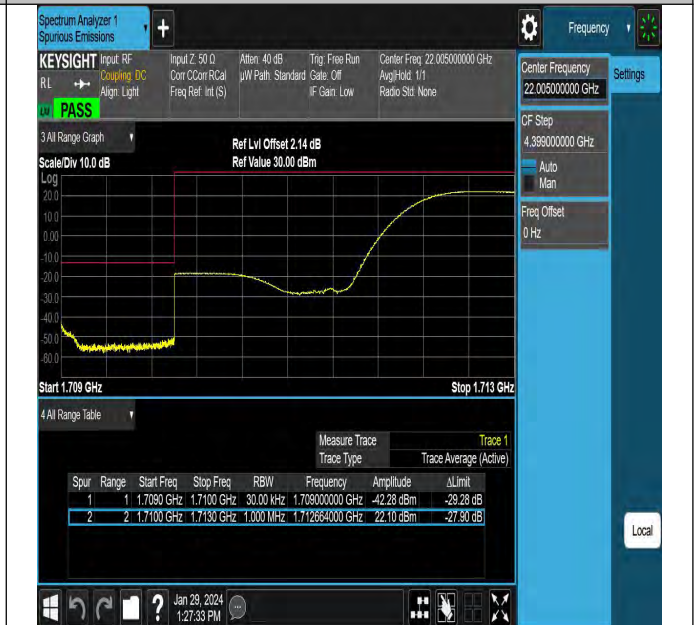 Spectrum Analyzer 1
Spurious Emissions
+
Frequency
KEYSIGHT
RL
PASS
Input: RF
Coupling: DC
Align: Light
Input Z: 50 Ω
Corr CCorr RCal
Freq Ref: Int (S)
Atten: 40 dB
µW Path: Standard
Trig: Free Run
Gate: Off
IF Gain: Low
Center Freq: 22.005000000 GHz
Avg|Hold: 1/1
Radio Std: None
Center Frequency
22.005000000 GHz
Settings
CF Step
4.399000000 GHz
Auto
Man
Freq Offset
0 Hz
3 All Range Graph
Scale/Div 10.0 dB
Ref Lvl Offset 2.14 dB
Ref Value 30.00 dBm
Log
20.0
10.0
0.00
-10.0
-20.0
-30.0
-40.0
-50.0
-60.0
Start 1.709 GHz
Stop 1.713 GHz
4 All Range Table
Measure Trace Trace 1
Trace Type Trace Average (Active)
Spur Range Start Freq Stop Freq RBW Frequency Amplitude ΔLimit
1 1 1.7090 GHz 1.7100 GHz 30.00 kHz 1.709000000 GHz -42.28 dBm -29.28 dB
2 2 1.7100 GHz 1.7130 GHz 1.000 MHz 1.712664000 GHz 22.10 dBm -27.90 dB
Local
?
Jan 29, 2024
1:27:33 PM